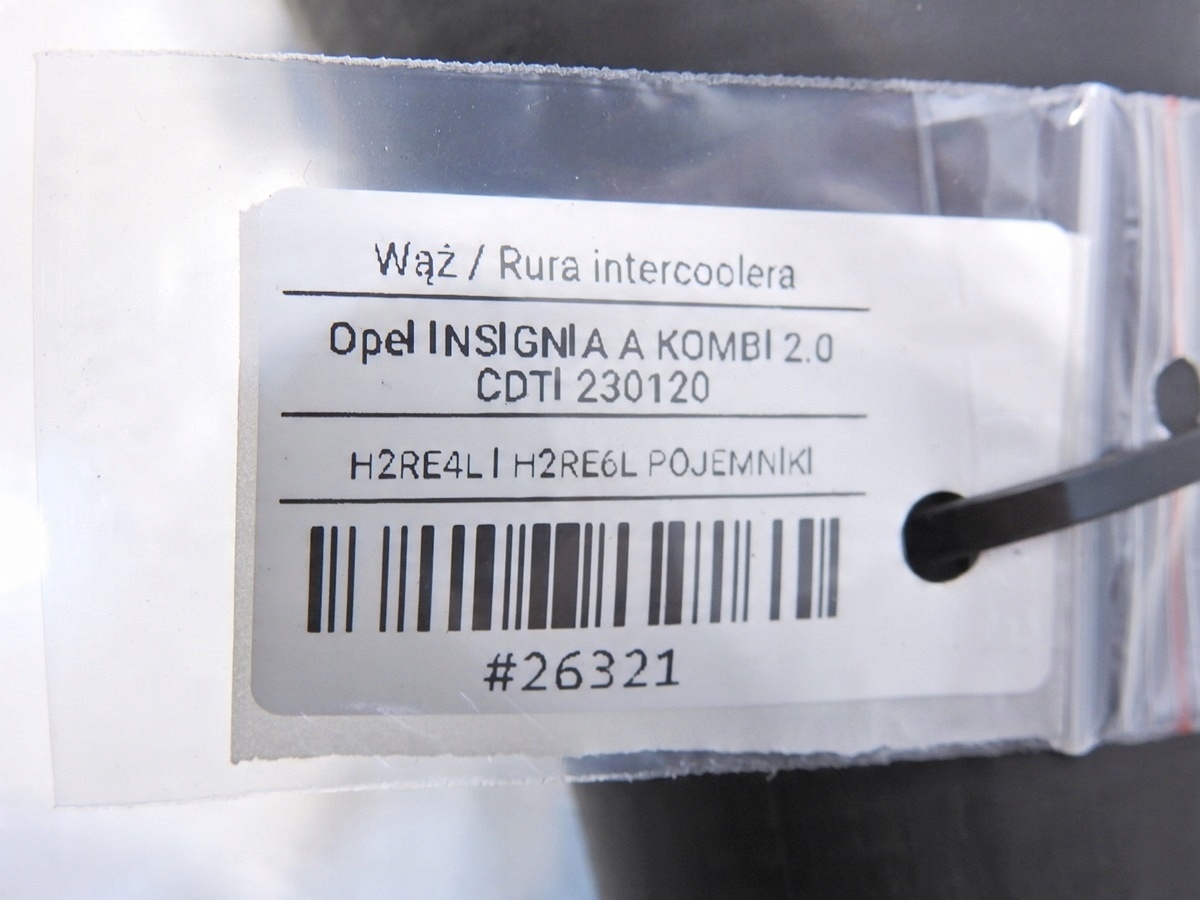 Wąż / Rura intercoolera
Opel INSIGNIA A KOMBI 2.0
CDTI 230120
H2RE4L I H2RE6L POJEMNIKI
#26321